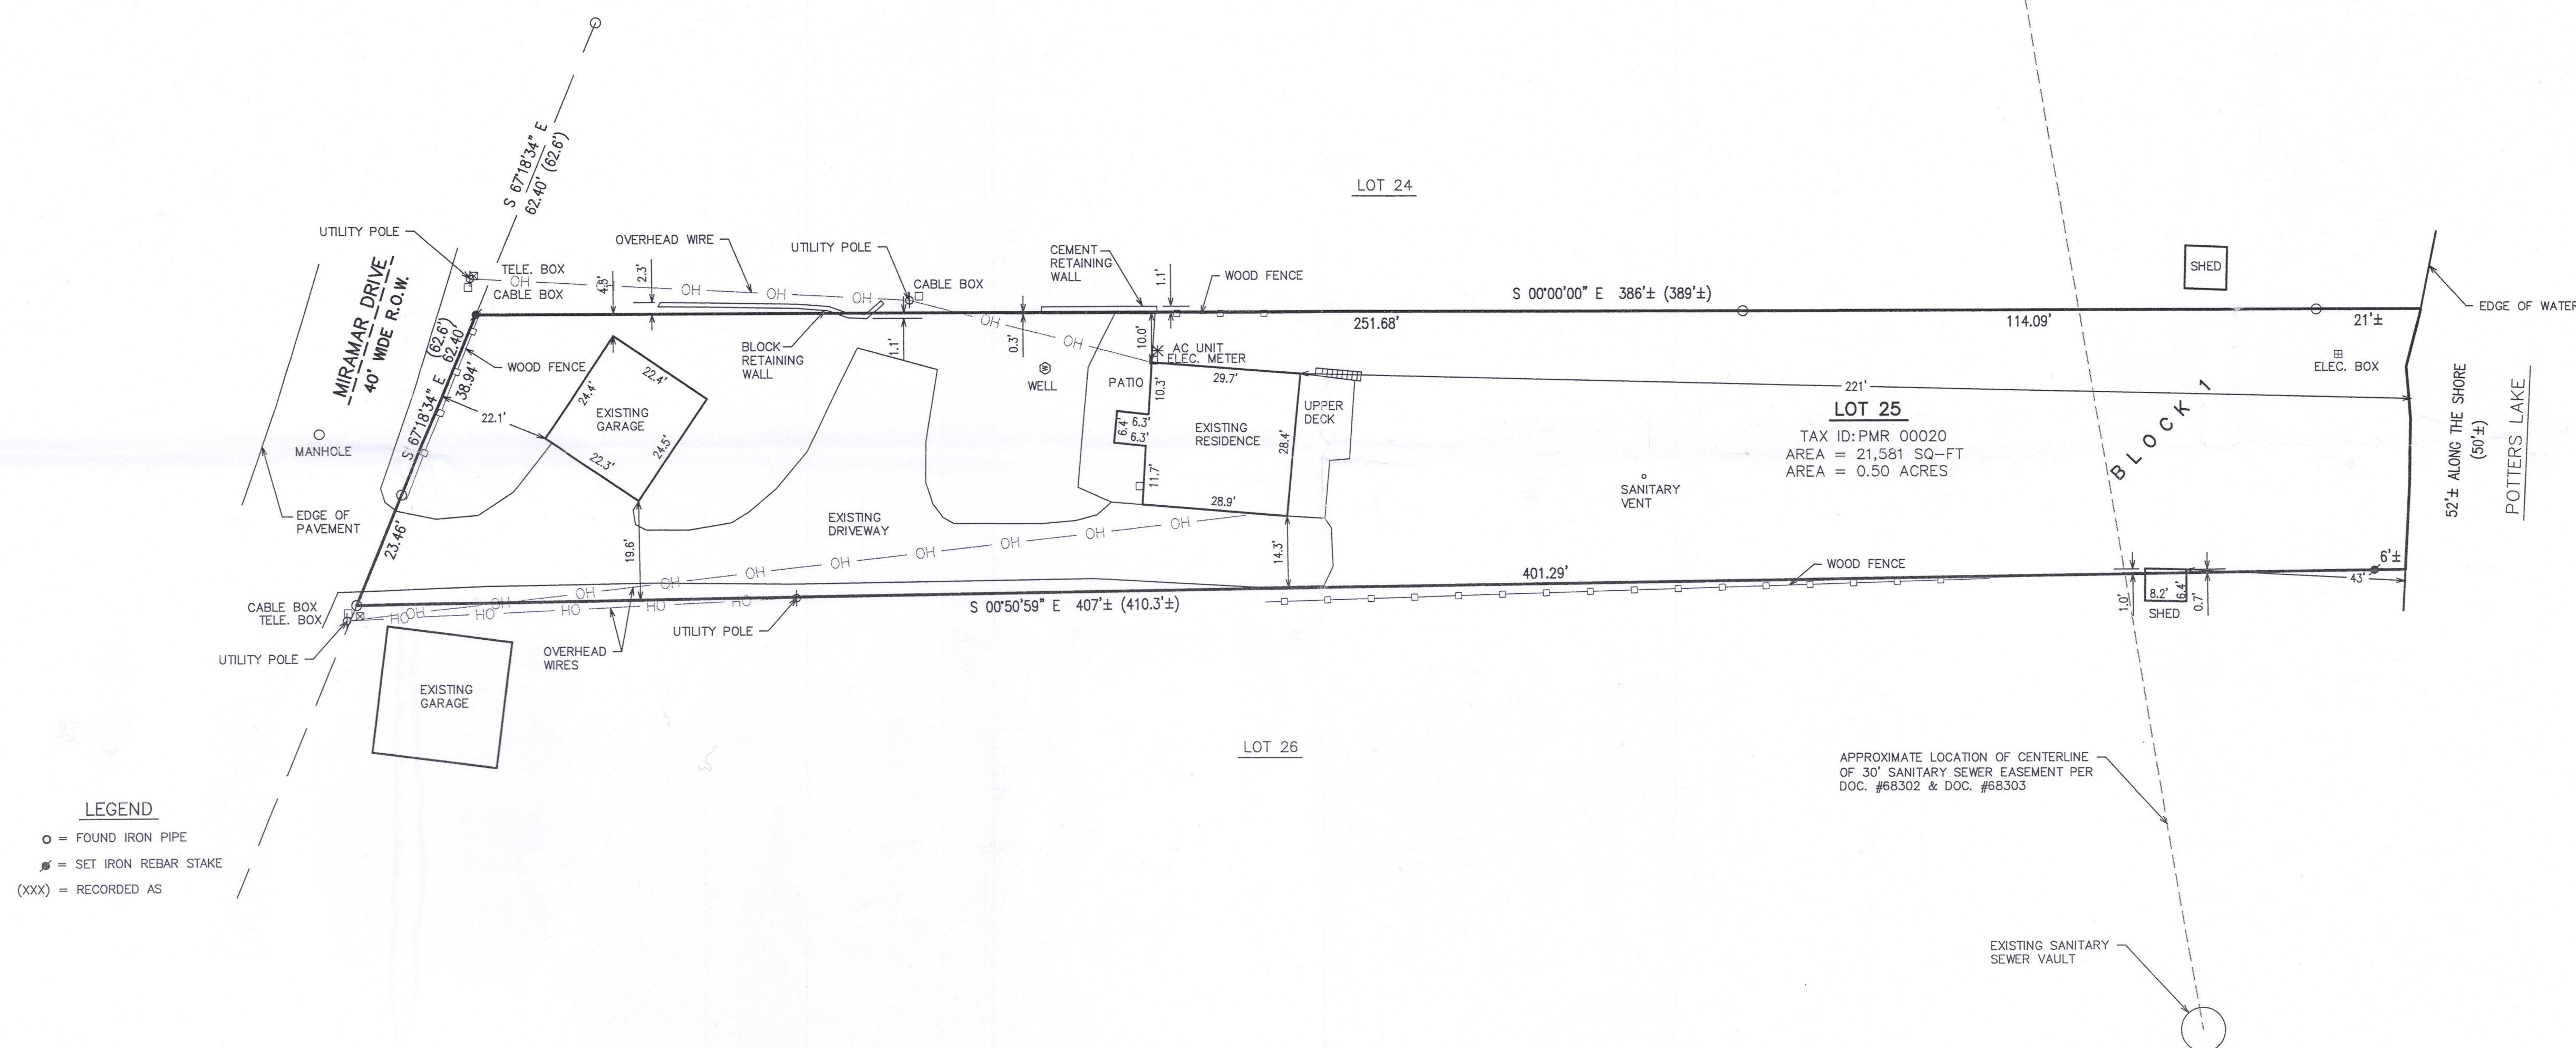 S 67°18'34" E
62.40' (62.6')
LOT 24
UTILITY POLE
OVERHEAD WIRE
UTILITY POLE
CEMENT
RETAINING
WALL
WOOD FENCE
1.1'
SHED
MIRAMAR DRIVE
40' WIDE R.O.W.
TELE. BOX
CABLE BOX
OH
4.6'
2.3'
OH
OH
OH
CABLE BOX
S 00°00'00" E 386'± (389'±)
EDGE OF WATER
251.68'
114.09'
21'±
S 67°18'34" E
(62.6')
62.40'
38.94'
WOOD FENCE
BLOCK
RETAINING
WALL
1.1'
OH
0.3'
OH
10.0'
AC UNIT
ELEC. METER
WELL
PATIO
10.3'
29.7'
ELEC. BOX
221'
22.4'
24.4'
EXISTING
GARAGE
24.5'
22.3'
22.1'
6.4'
6.3'
6.3'
EXISTING
RESIDENCE
28.4'
UPPER
DECK
11.7'
28.9'
LOT 25
TAX ID: PMR 00020
AREA = 21,581 SQ-FT
AREA = 0.50 ACRES
BLOCK 1
52'± ALONG THE SHORE
(50'±)
POTTERS LAKE
MANHOLE
SANITARY
VENT
EDGE OF
PAVEMENT
23.46'
EXISTING
DRIVEWAY
19.6'
14.3'
OH
OH
OH
OH
OH
OH
OH
OH
OH
OH
401.29'
WOOD FENCE
6'±
43'
CABLE BOX
TELE. BOX
OH
OH
OH
OH
OH
S 00°50'59" E 407'± (410.3'±)
1.0'
8.2'
6.4'
0.7'
SHED
UTILITY POLE
UTILITY POLE
OVERHEAD
WIRES
EXISTING
GARAGE
LOT 26
APPROXIMATE LOCATION OF CENTERLINE
OF 30' SANITARY SEWER EASEMENT PER
DOC. #68302 & DOC. #68303
LEGEND
= FOUND IRON PIPE
= SET IRON REBAR STAKE
(XXX) = RECORDED AS
EXISTING SANITARY
SEWER VAULT